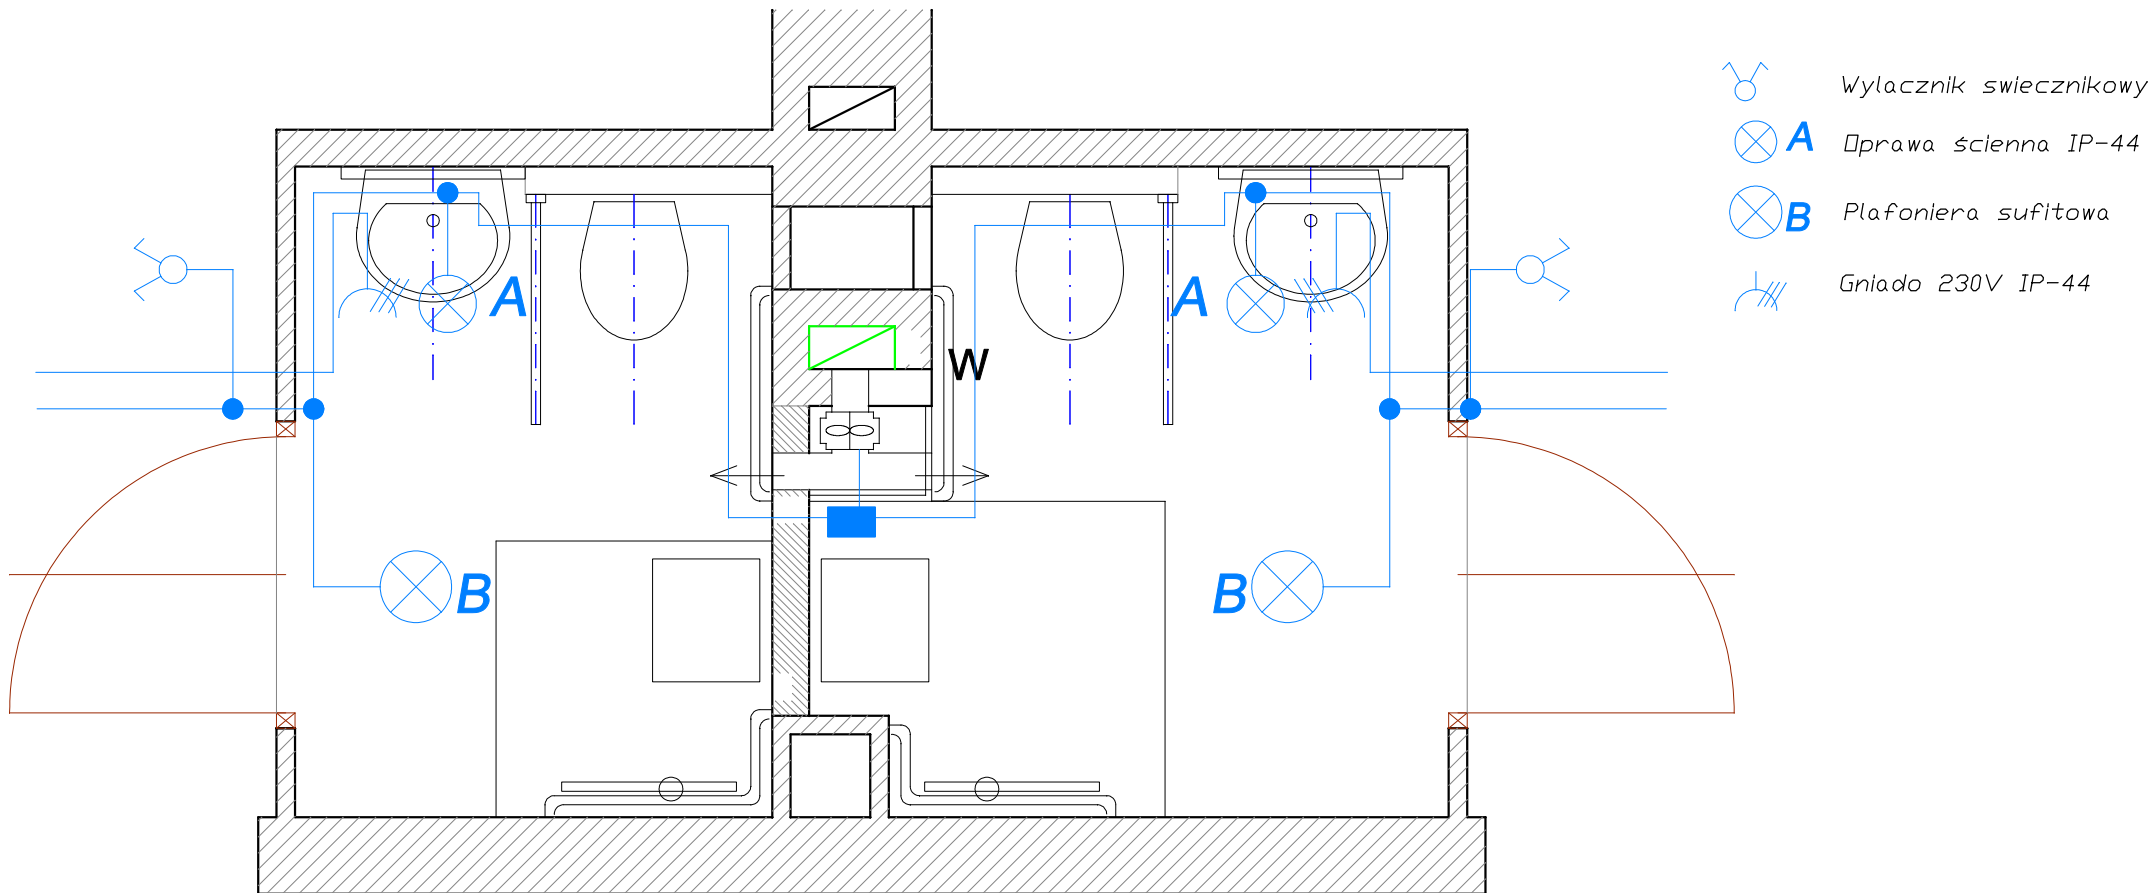 Wylacznik swiecznikowy
A Oprawa ścienna IP-44
B Plafoniera sufitowa
Gniado 230V IP-44
A
A
W
B
B